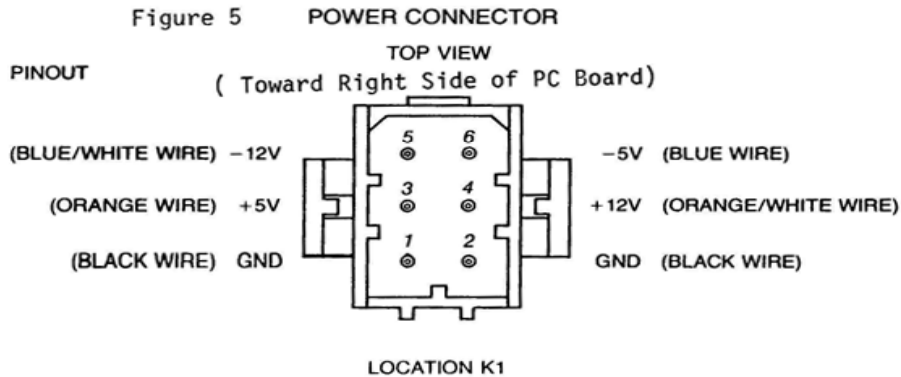 Figure 5 POWER CONNECTOR
TOP VIEW
PINOUT
( Toward Right Side of PC Board)
5 6
(BLUE/WHITE WIRE) -12V -5V (BLUE WIRE)
3 4
(ORANGE WIRE) +5V +12V (ORANGE/WHITE WIRE)
1 2
(BLACK WIRE) GND GND (BLACK WIRE)
LOCATION K1